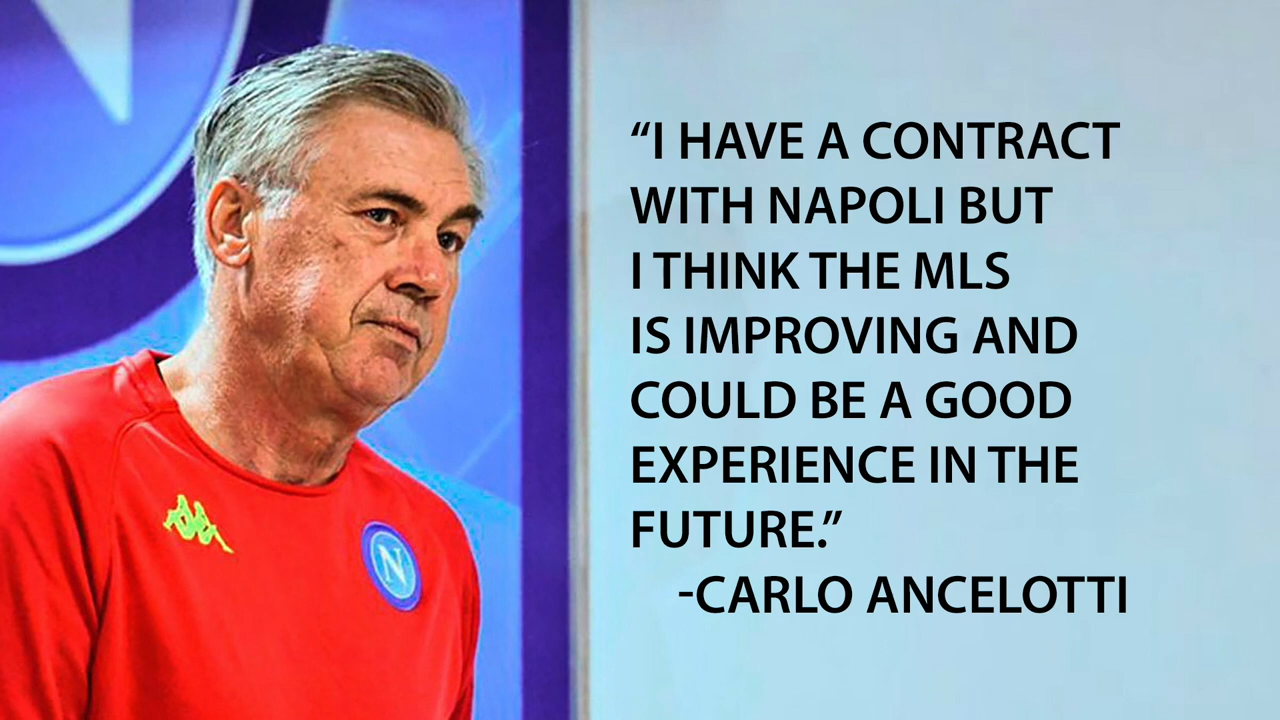 “I HAVE A CONTRACT
WITH NAPOLI BUT
I THINK THE MLS
IS IMPROVING AND
COULD BE A GOOD
EXPERIENCE IN THE
FUTURE.”
-CARLO ANCELOTTI
N
N